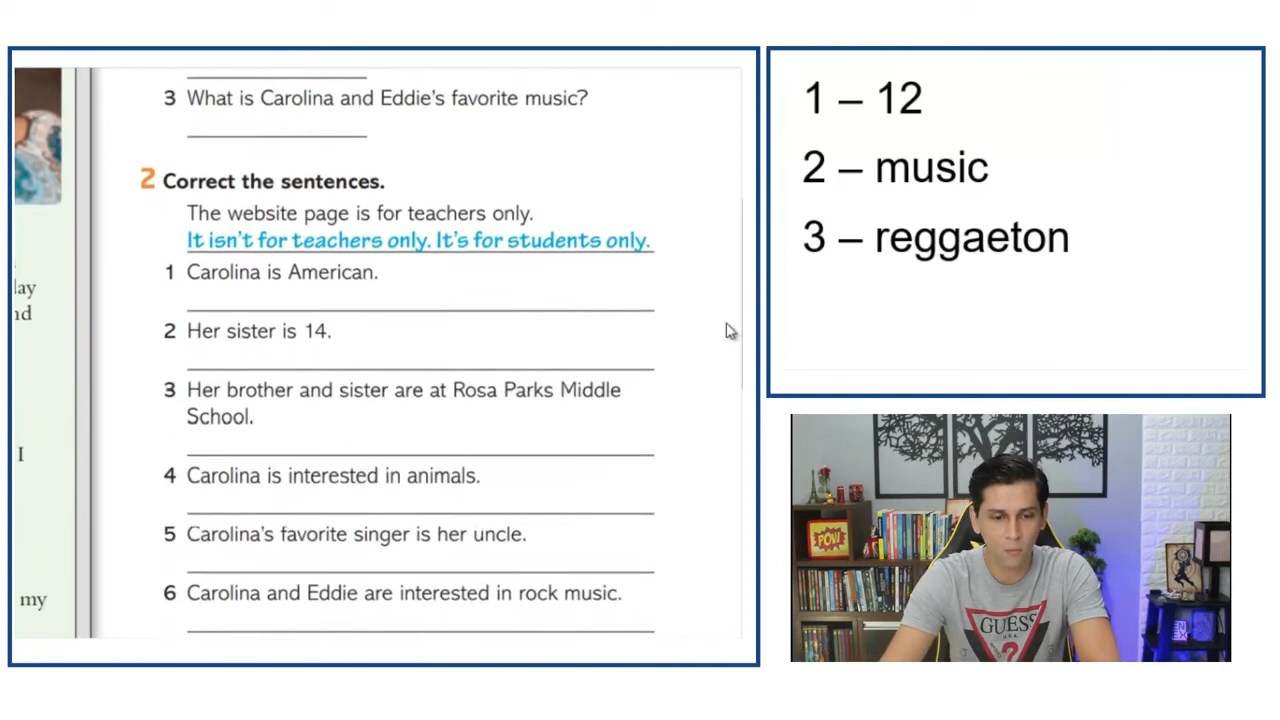 3 What is Carolina and Eddie's favorite music?
2 Correct the sentences.
The website page is for teachers only.
It isn't for teachers only. It's for students only.
1 Carolina is American.
2 Her sister is 14.
3 Her brother and sister are at Rosa Parks Middle
School.
4 Carolina is interested in animals.
5 Carolina's favorite singer is her uncle.
6 Carolina and Eddie are interested in rock music.
lay
nd
I
my
1 – 12
2 – music
3 – reggaeton
POW
GUESS
U.S.A.
?